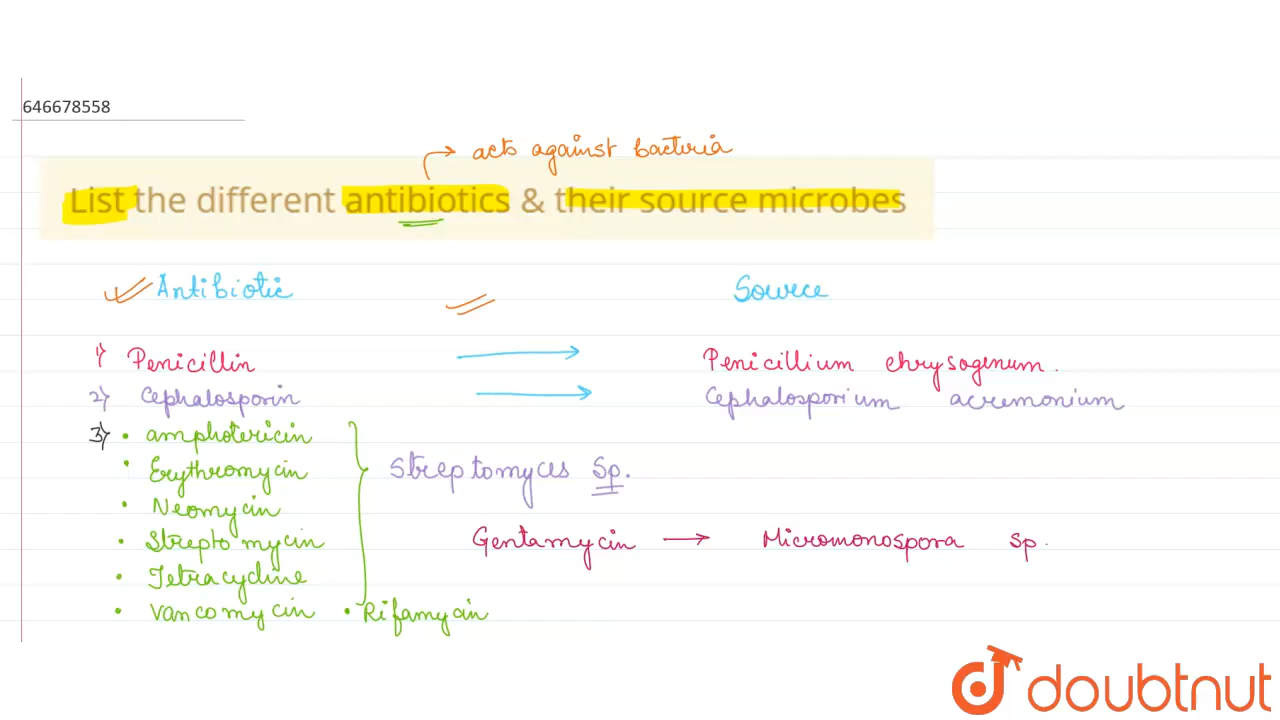 646678558
→ acts against bacteria
List the different antibiotics & their source microbes
Antibiotic Source
1) Penicillin → Penicillium chrysogenum.
2) Cephalosporin → Cephalosporium acremonium
3) • amphotericin
• Erythromycin Streptomyces Sp.
• Neomycin
• Streptomycin Gentamycin → Micromonospora sp.
• Tetracycline
• Vancomycin • Rifamycin
doubtnut